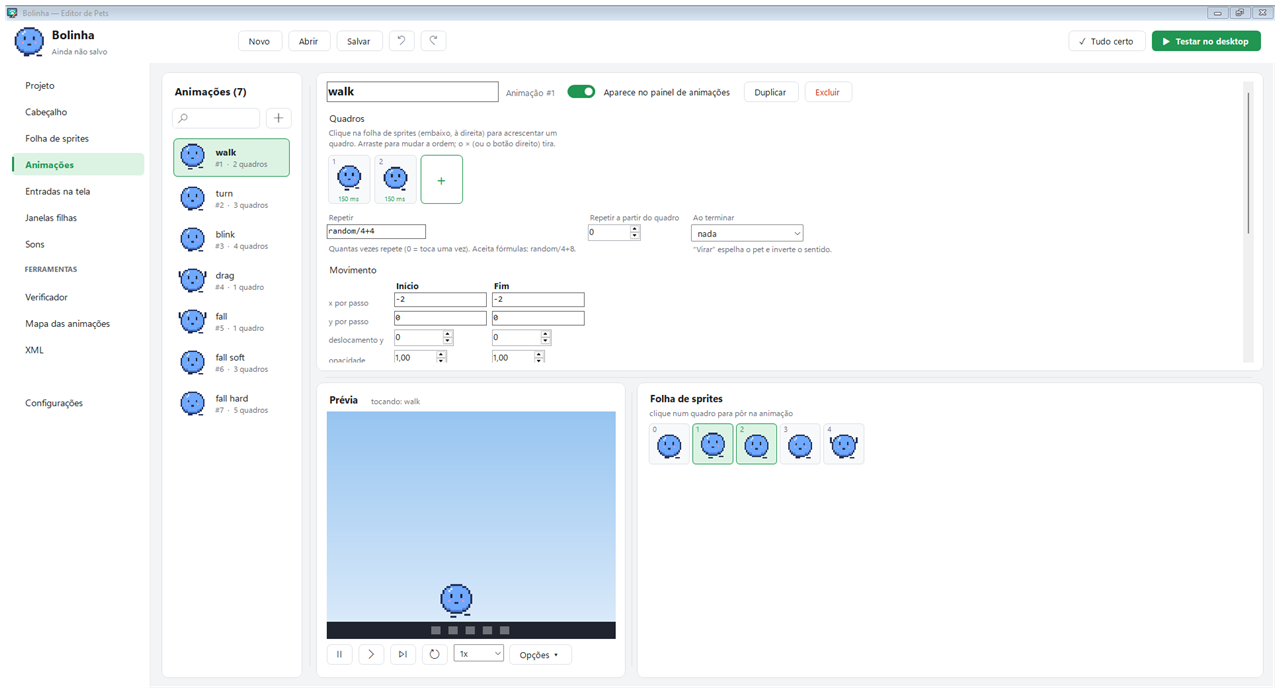 Bolinha — Editor de Pets
Bolinha
Ainda não salvo
Novo
Abrir
Salvar
✓ Tudo certo
Testar no desktop
Projeto
Cabeçalho
Folha de sprites
Animações
Entradas na tela
Janelas filhas
Sons
FERRAMENTAS
Verificador
Mapa das animações
XML
Configurações
Animações (7)
walk
#1 · 2 quadros
turn
#2 · 3 quadros
blink
#3 · 4 quadros
drag
#4 · 1 quadro
fall
#5 · 1 quadro
fall soft
#6 · 3 quadros
fall hard
#7 · 5 quadros
walk
Animação #1
Aparece no painel de animações
Duplicar
Excluir
Quadros
Clique na folha de sprites (embaixo, à direita) para acrescentar um
quadro. Arraste para mudar a ordem; o × (ou o botão direito) tira.
1
150 ms
2
150 ms
+
Repetir
random/4+4
Repetir a partir do quadro
0
Ao terminar
nada
Quantas vezes repete (0 = toca uma vez). Aceita fórmulas: random/4+8.
"Virar" espelha o pet e inverte o sentido.
Movimento
Início
Fim
x por passo
-2
-2
y por passo
0
0
deslocamento y
0
0
opacidade
1,00
1,00
Prévia
tocando: walk
1x
Opções
Folha de sprites
clique num quadro para pôr na animação
0
1
2
3
4